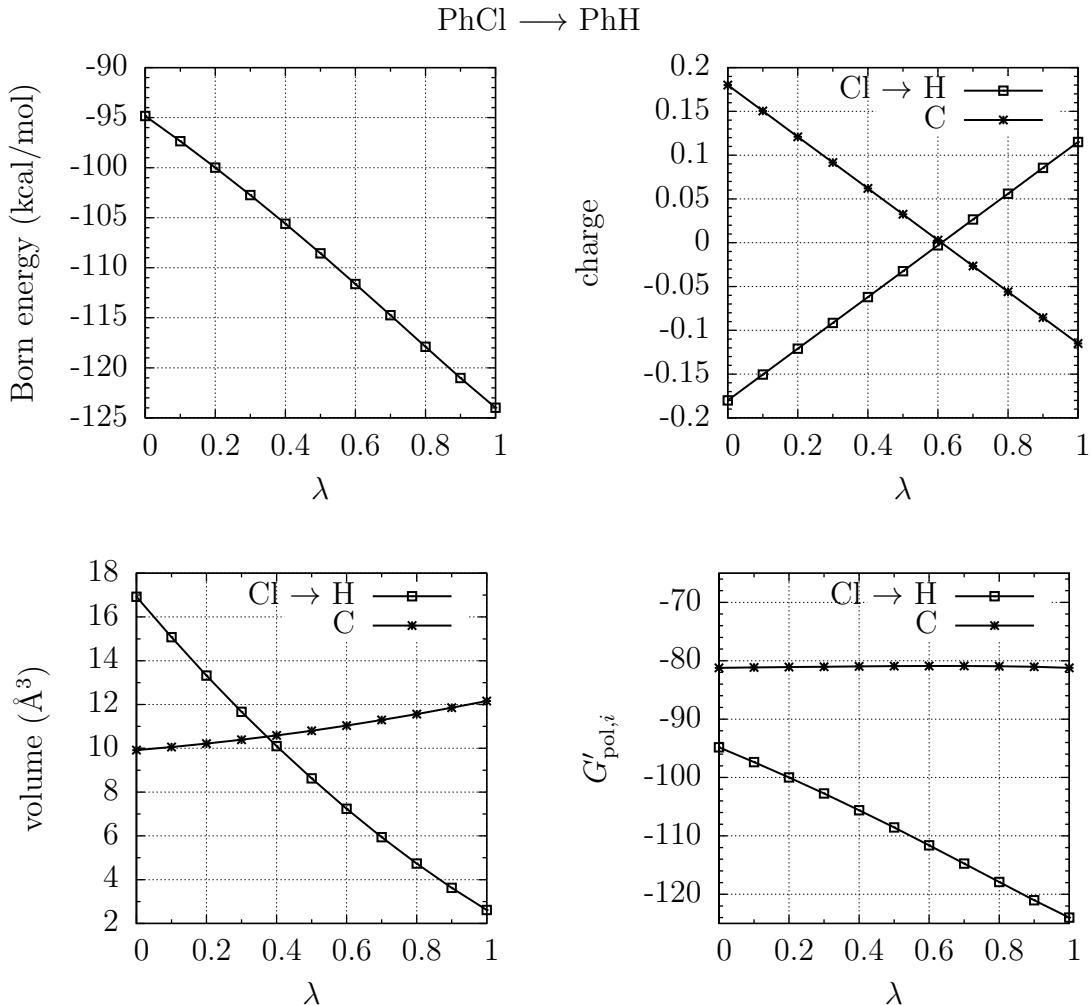 PhCl ⟶ PhH
Born energy (kcal/mol)
-90
-95
-100
-105
-110
-115
-120
-125
0 0.2 0.4 0.6 0.8 1
λ
charge
0.2
0.15
0.1
0.05
0
-0.05
-0.1
-0.15
-0.2
Cl → H
C
0 0.2 0.4 0.6 0.8 1
λ
volume (Å³)
18
16
14
12
10
8
6
4
2
Cl → H
C
0 0.2 0.4 0.6 0.8 1
λ
G′pol,i
-70
-80
-90
-100
-110
-120
Cl → H
C
0 0.2 0.4 0.6 0.8 1
λ